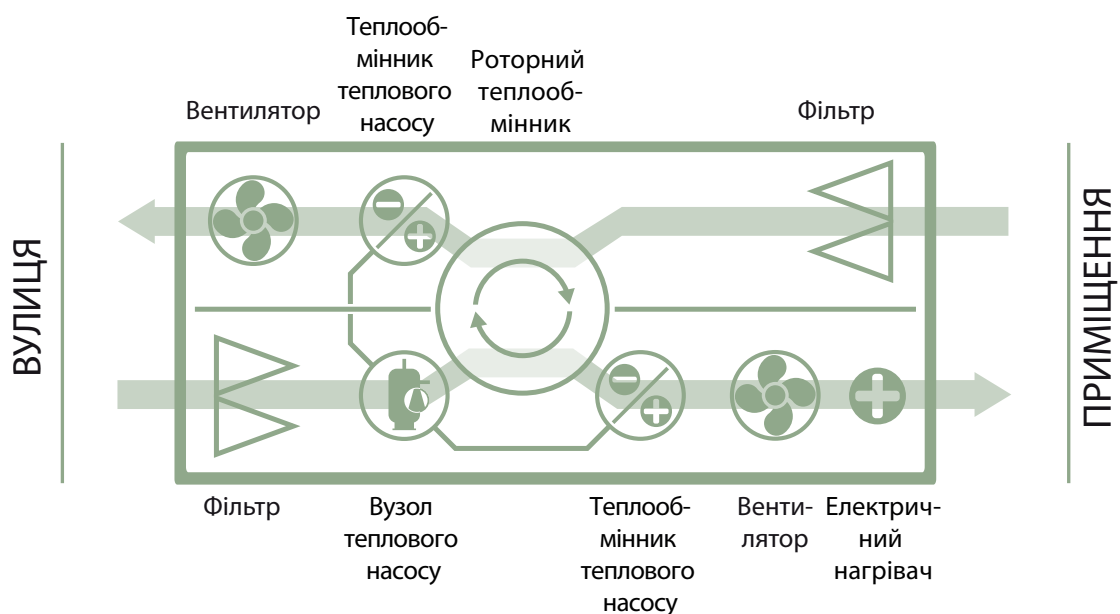 Теплооб-
мінник
теплового
насосу
Роторний
теплооб-
мінник
Вентилятор
Фільтр
ВУЛИЦЯ
ПРИМІЩЕННЯ
Фільтр
Вузол
теплового
насосу
Теплооб-
мінник
теплового
насосу
Венти-
лятор
Електрич-
ний
нагрівач